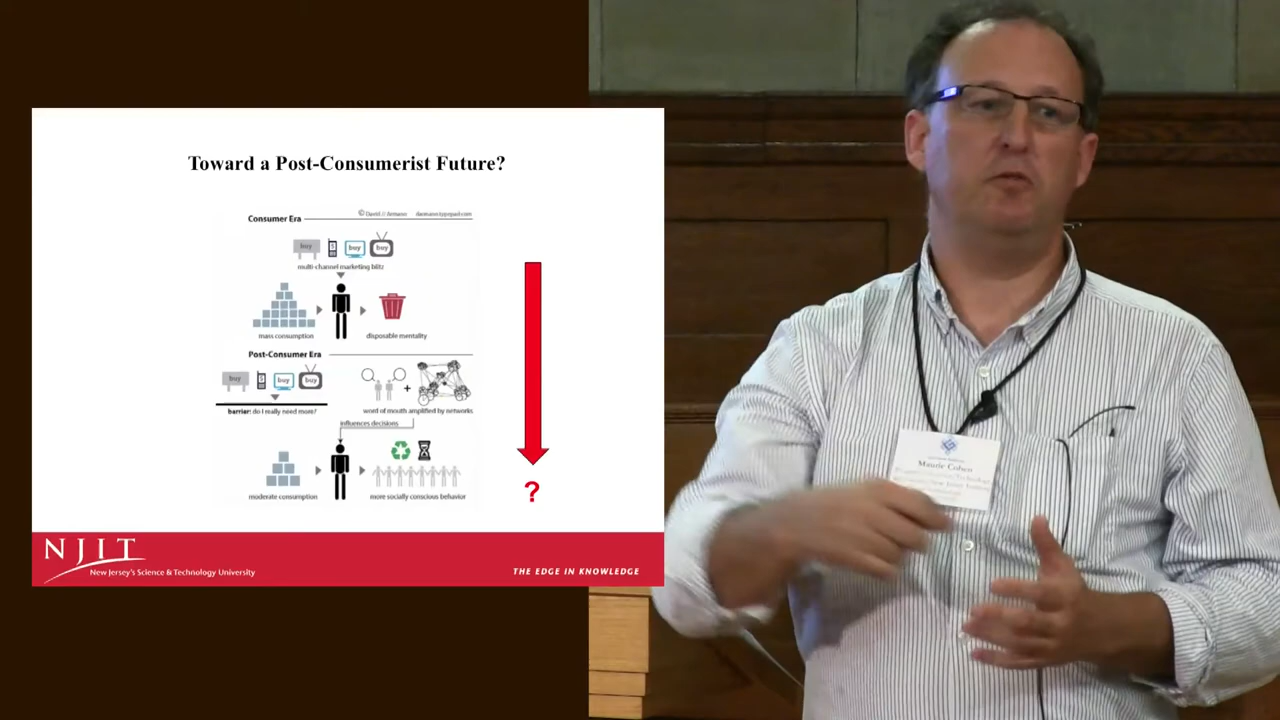 Toward a Post-Consumerist Future?
Consumer Era
© David // Armano
buy
buy
buy
multi-channel marketing blitz
mass consumption
disposable mentality
Post-Consumer Era
buy
buy
buy
barrier: do I really need more?
+
word of mouth amplified by networks
influences decisions
moderate consumption
more socially conscious behavior
?
NJIT
New Jersey's Science & Technology University
THE EDGE IN KNOWLEDGE
Maurie Cohen